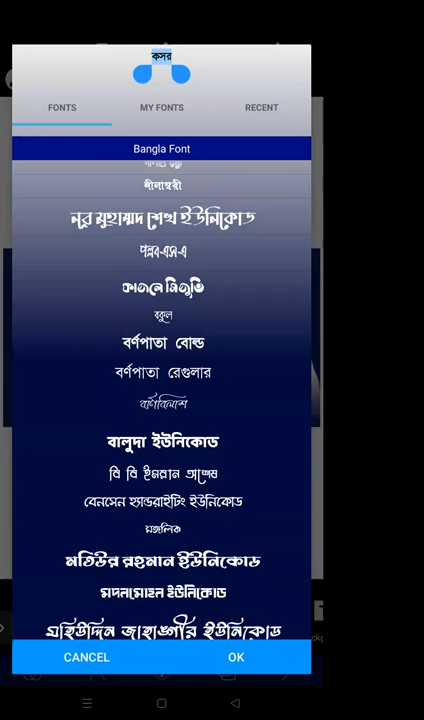 কসর
FONTS MY FONTS RECENT
Bangla Font
নীলাম্বরী
নূর মুহাম্মদ শেখ ইউনিকোড
পল্লব-এস-এ
কাজল নিজুতি
বকুল
বর্ণপাতা বোল্ড
বর্ণপাতা রেগুলার
বর্ণবিলাশ
বালুদা ইউনিকোড
বি বি ইমরান আশেষ
বেনসেন হ্যান্ডরাইটিং ইউনিকোড
মঙ্গলিক
মতিউর রহমান ইউনিকোড
মদনমোহন ইউনিকোড
মহিউদ্দিন জাহাঙ্গীর ইউনিকোড
CANCEL OK